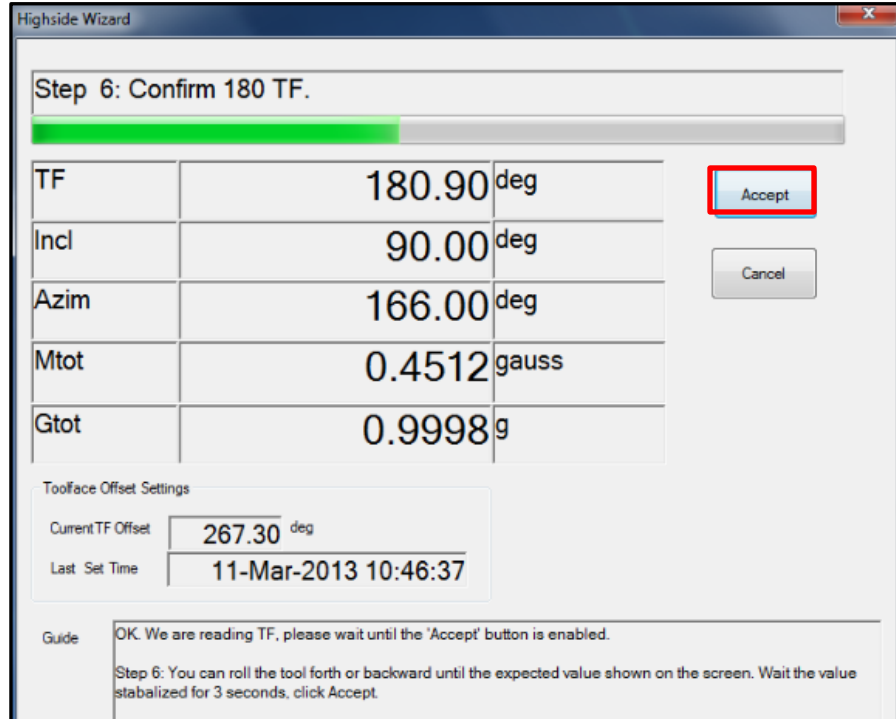 Highside Wizard
Step 6: Confirm 180 TF.
TF 180.90 deg
Incl 90.00 deg
Azim 166.00 deg
Mtot 0.4512 gauss
Gtot 0.9998 g
Accept
Cancel
Toolface Offset Settings
Current TF Offset 267.30 deg
Last Set Time 11-Mar-2013 10:46:37
Guide OK. We are reading TF, please wait until the 'Accept' button is enabled.
Step 6: You can roll the tool forth or backward until the expected value shown on the screen. Wait the value
stabalized for 3 seconds, click Accept.